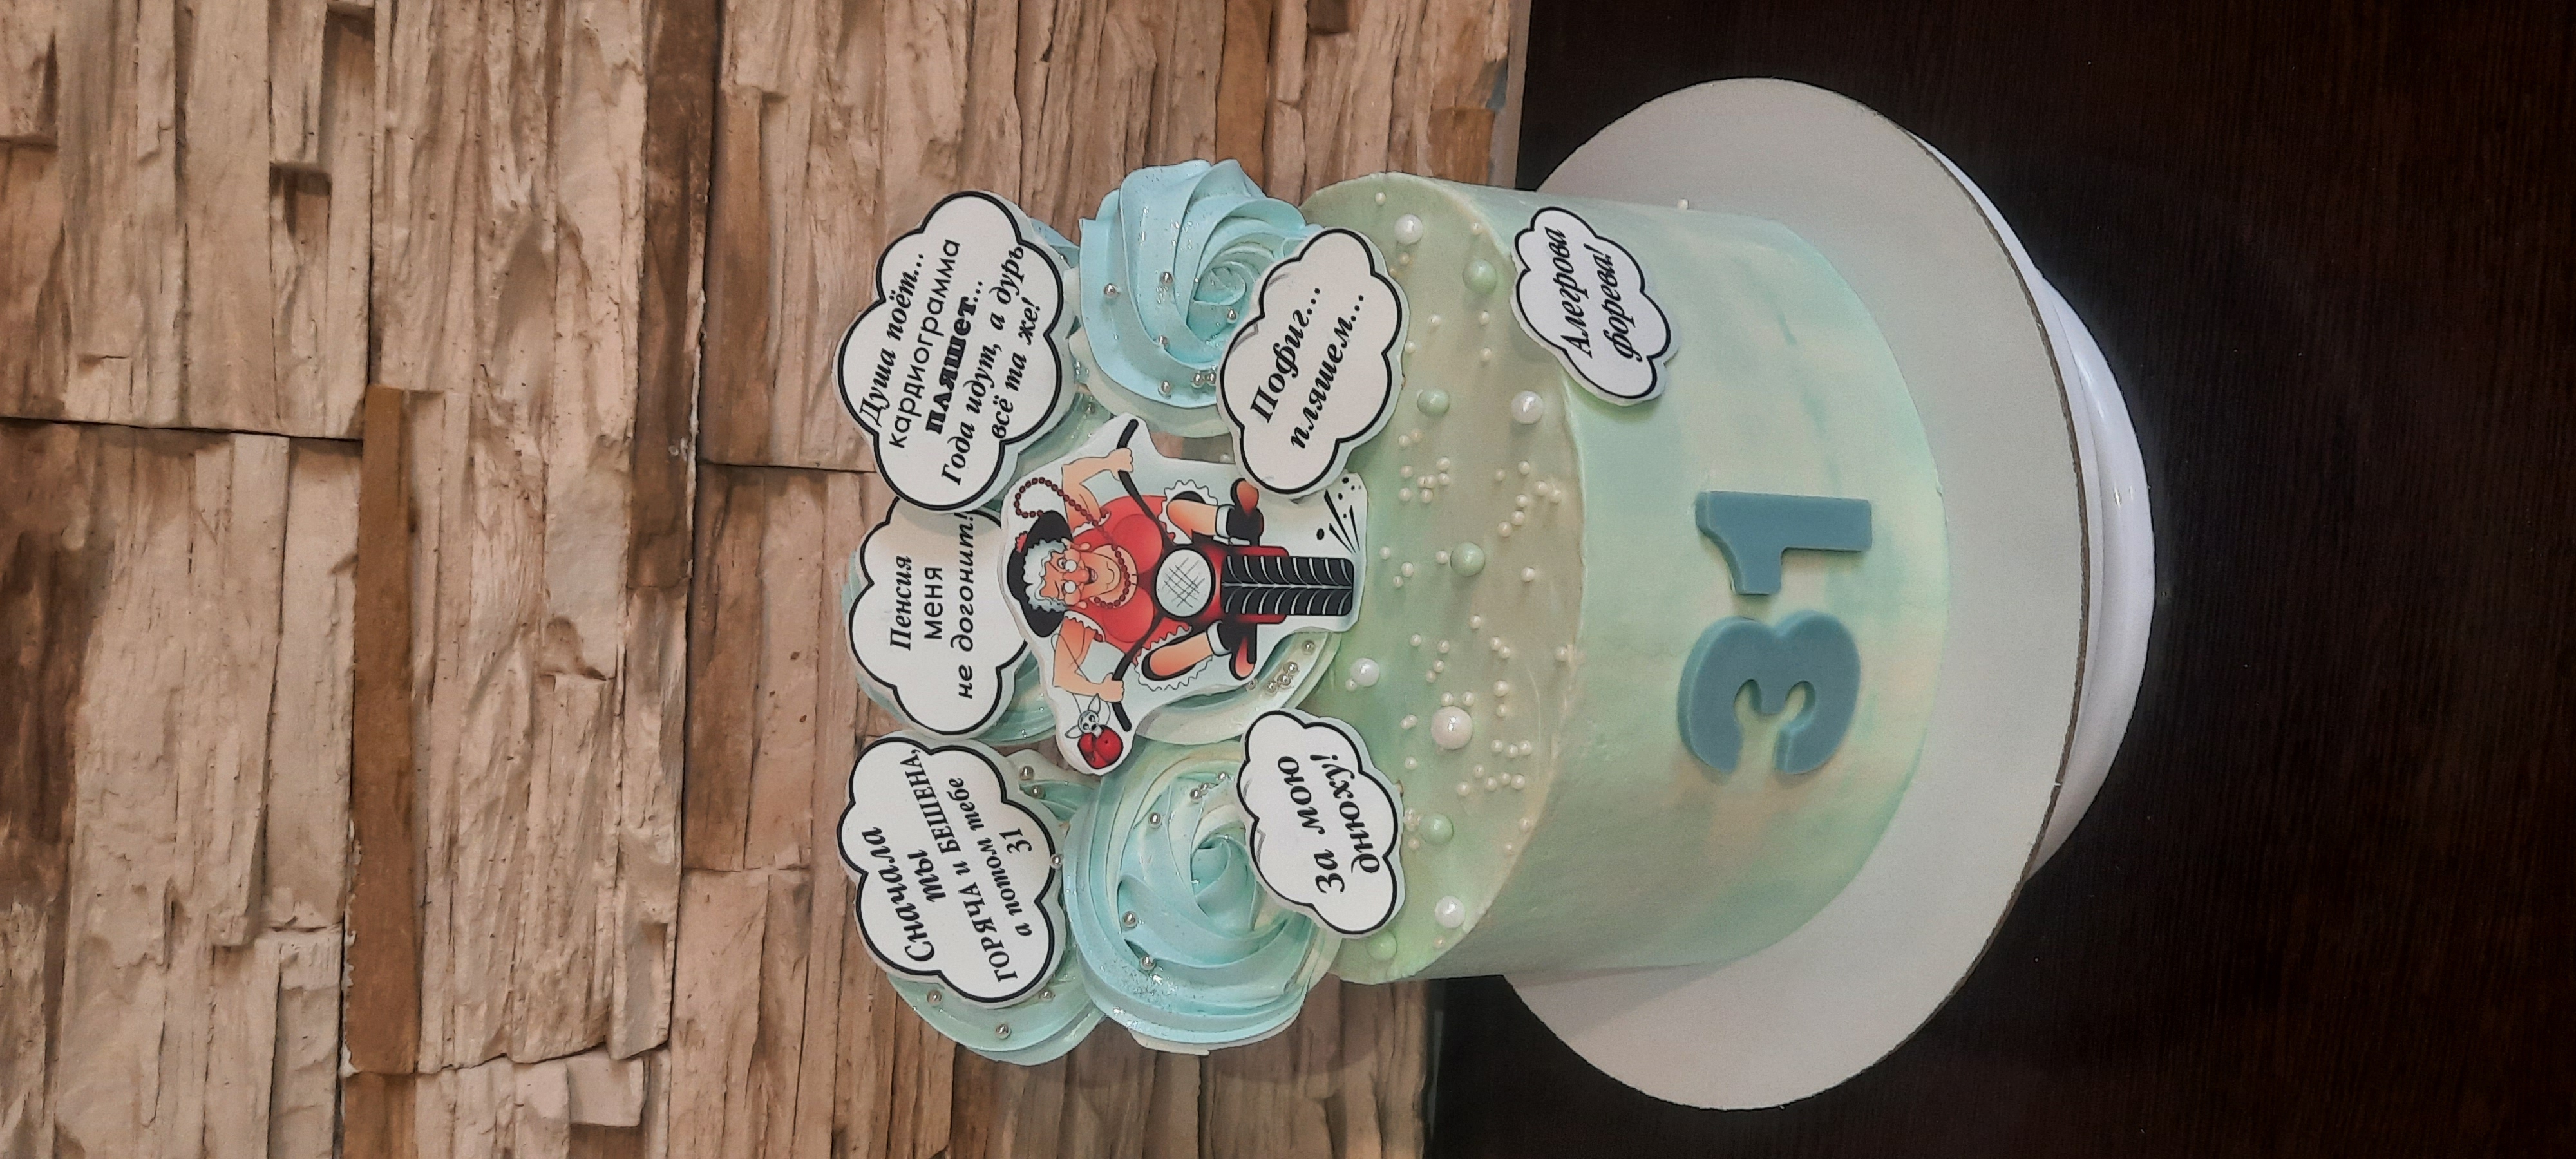 Сначала
ты
ГОРЯЧА и БЕШЕНА,
а потом тебе
31
Пенсия
меня
не догонит!
Душа поёт...
кардиограмма
пляшет...
Года идут, а дурь
всё та же!
За мою
днюху!
Пофиг...
пляшем...
Алегрова
форева!
31